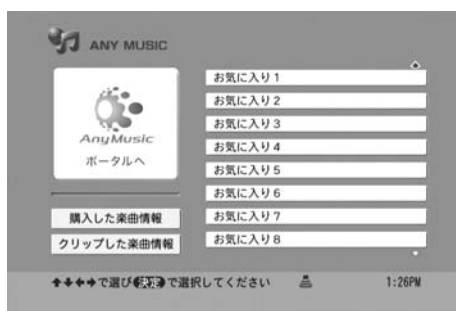 ANY MUSIC
AnyMusic
ポータルへ
購入した楽曲情報
クリップした楽曲情報
お気に入り1
お気に入り2
お気に入り3
お気に入り4
お気に入り5
お気に入り6
お気に入り7
お気に入り8
↑↓←→で選び決定で選択してください
1:26PM